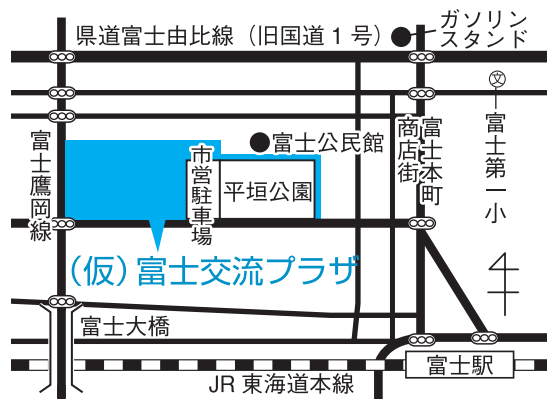 ガソリン
スタンド
県道富士由比線（旧国道１号）
文
富士公民館
富士本町
商店街
富士第一小
富士鷹岡線
市営駐車場
平垣公園
（仮）富士交流プラザ
富士大橋
富士駅
JR東海道本線